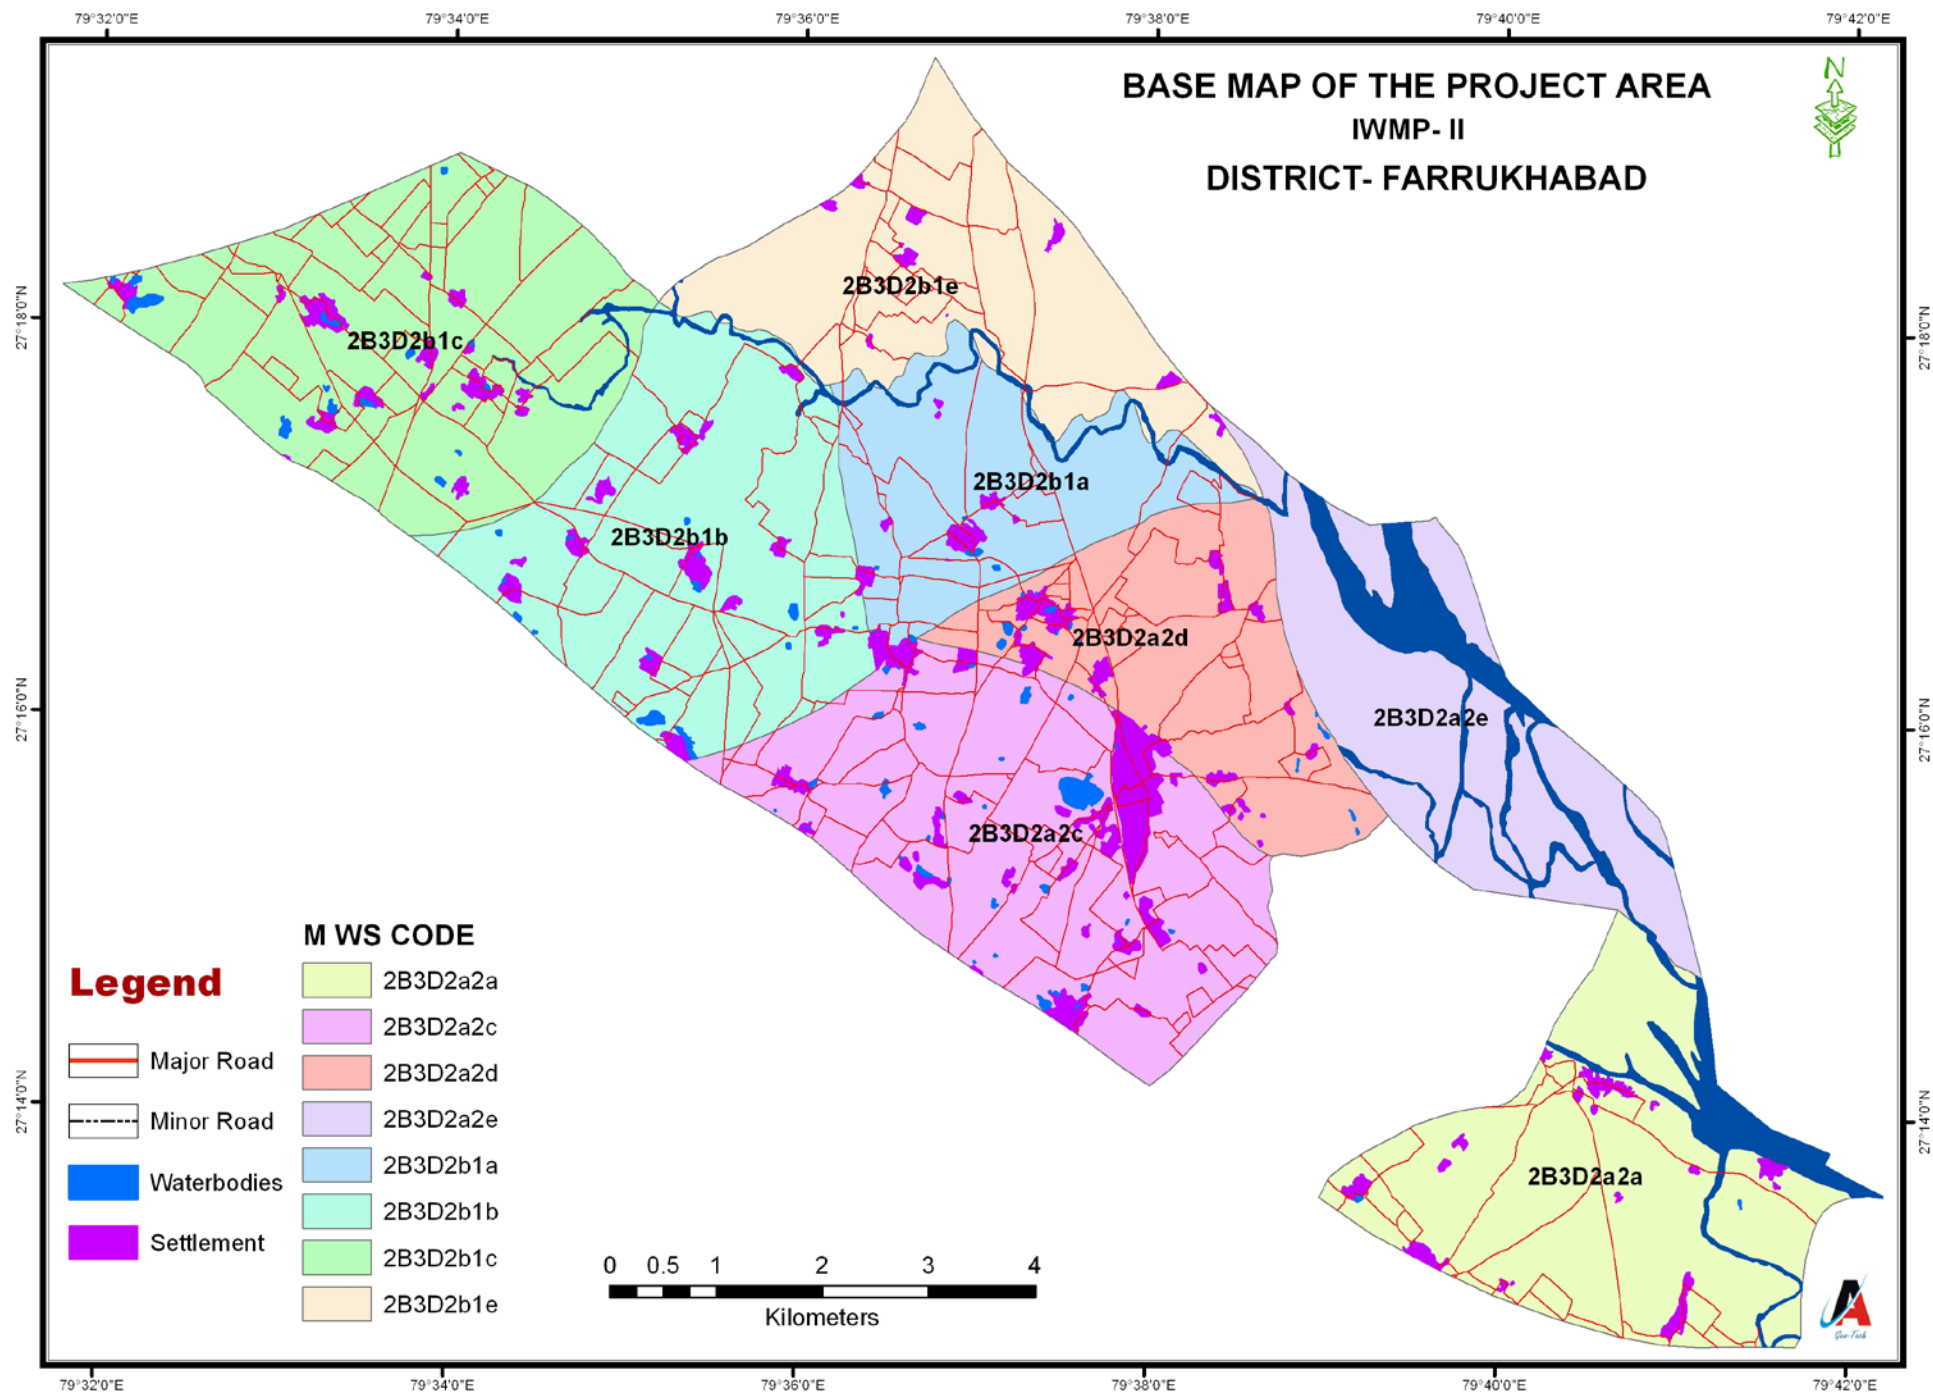 79°32'0"E 79°34'0"E 79°36'0"E 79°38'0"E 79°40'0"E 79°42'0"E
BASE MAP OF THE PROJECT AREA
IWMP- II
DISTRICT- FARRUKHABAD
N
27°18'0"N
27°18'0"N
2B3D2b1e
2B3D2b1c
2B3D2b1a
2B3D2b1b
2B3D2a2d
27°16'0"N
27°16'0"N
2B3D2a2e
2B3D2a2c
27°14'0"N
27°14'0"N
2B3D2a2a
Legend
Major Road
Minor Road
Waterbodies
Settlement
M WS CODE
2B3D2a2a
2B3D2a2c
2B3D2a2d
2B3D2a2e
2B3D2b1a
2B3D2b1b
2B3D2b1c
2B3D2b1e
0 0.5 1 2 3 4
Kilometers
A
Geo-Tech
79°32'0"E 79°34'0"E 79°36'0"E 79°38'0"E 79°40'0"E 79°42'0"E